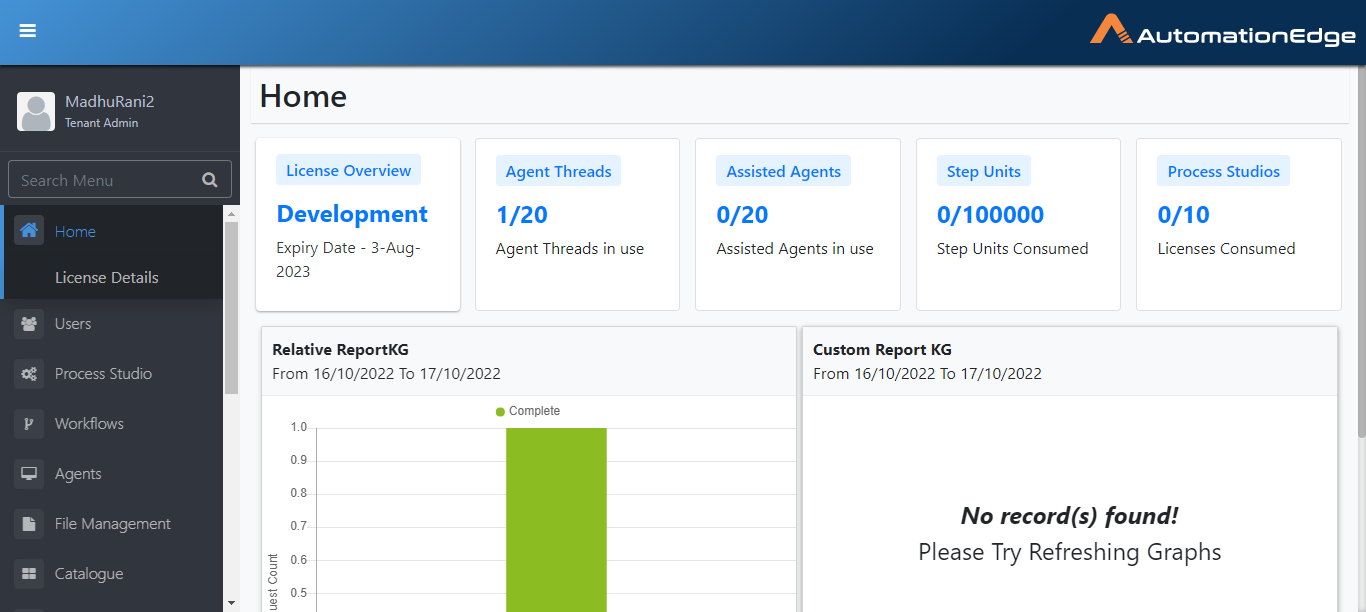 AutomationEdge
MadhuRani2
Tenant Admin
Search Menu
Home
License Details
Users
Process Studio
Workflows
Agents
File Management
Catalogue
Home
License Overview
Development
Expiry Date - 3-Aug-
2023
Agent Threads
1/20
Agent Threads in use
Assisted Agents
0/20
Assisted Agents in use
Step Units
0/100000
Step Units Consumed
Process Studios
0/10
Licenses Consumed
Relative ReportKG
From 16/10/2022 To 17/10/2022
Complete
1.0
0.9
0.8
0.7
0.6
0.5
Count
Custom Report KG
From 16/10/2022 To 17/10/2022
No record(s) found!
Please Try Refreshing Graphs